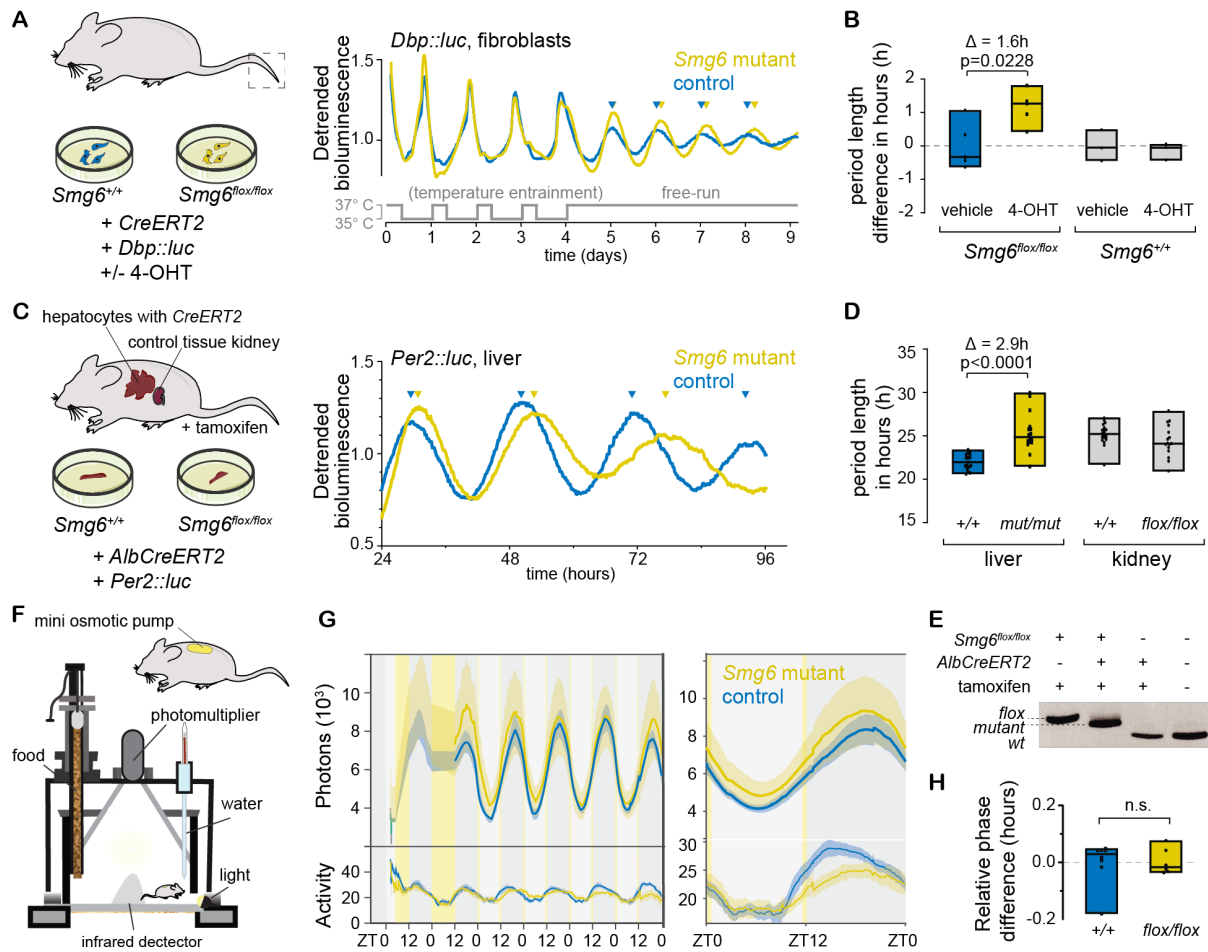 A
Smg6+/+
Smg6flox/flox
+ CreERT2
+ Dbp::luc
+/- 4-OHT
Dbp::luc, fibroblasts
Smg6 mutant
control
Detrended
bioluminescence
1.5
1.0
(temperature entrainment)
free-run
37° C
35° C
0 1 2 3 4 5 6 7 8 9
time (days)
B
Δ = 1.6h
p=0.0228
period length
difference in hours (h)
2
1
0
-1
-2
vehicle 4-OHT vehicle 4-OHT
Smg6flox/flox Smg6+/+
C
hepatocytes with CreERT2
control tissue kidney
+ tamoxifen
Smg6+/+
Smg6flox/flox
+ AlbCreERT2
+ Per2::luc
Per2::luc, liver
Smg6 mutant
control
Detrended
bioluminescence
1.5
1.0
0.5
24 48 72 96
time (hours)
D
Δ = 2.9h
p<0.0001
period length
in hours (h)
35
30
25
20
15
+/+ mut/mut +/+ flox/flox
liver kidney
F
mini osmotic pump
photomultiplier
food
water
light
infrared dectector
G
Photons (10³)
10
8
6
4
Activity
40
20
0
ZT0 12 0 12 0 12 0 12 0 12 0 12 0
Smg6 mutant
control
12
10
8
6
4
30
25
20
ZT0 ZT12 ZT0
E
Smg6flox/flox + + - -
AlbCreERT2 - + + -
tamoxifen + + + -
flox
mutant
wt
H
n.s.
Relative phase
difference (hours)
0.2
0.0
-0.2
+/+ flox/flox